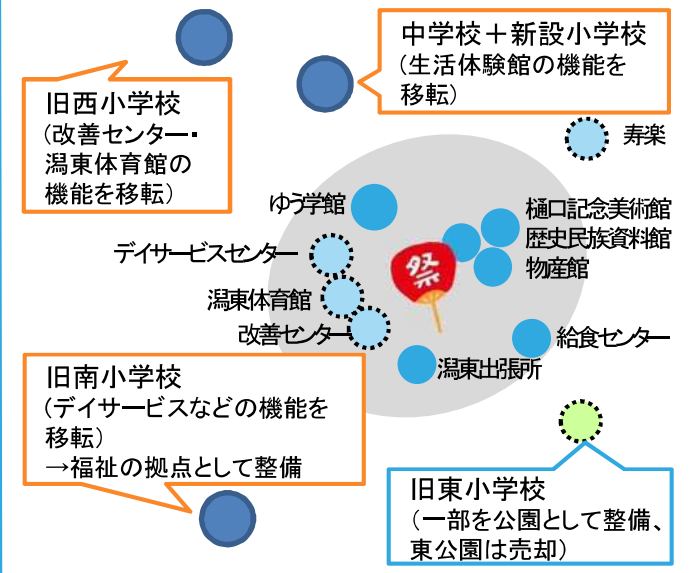 中学校＋新設小学校
(生活体験館の機能を
移転)
旧西小学校
(改善センター・
潟東体育館の
機能を移転)
寿楽
ゆう学館
樋口記念美術館
歴史民族資料館
物産館
デイサービスセンター
祭
潟東体育館
改善センター
給食センター
潟東出張所
旧南小学校
(デイサービスなどの機能を
移転)
→福祉の拠点として整備
旧東小学校
(一部を公園として整備、
東公園は売却)